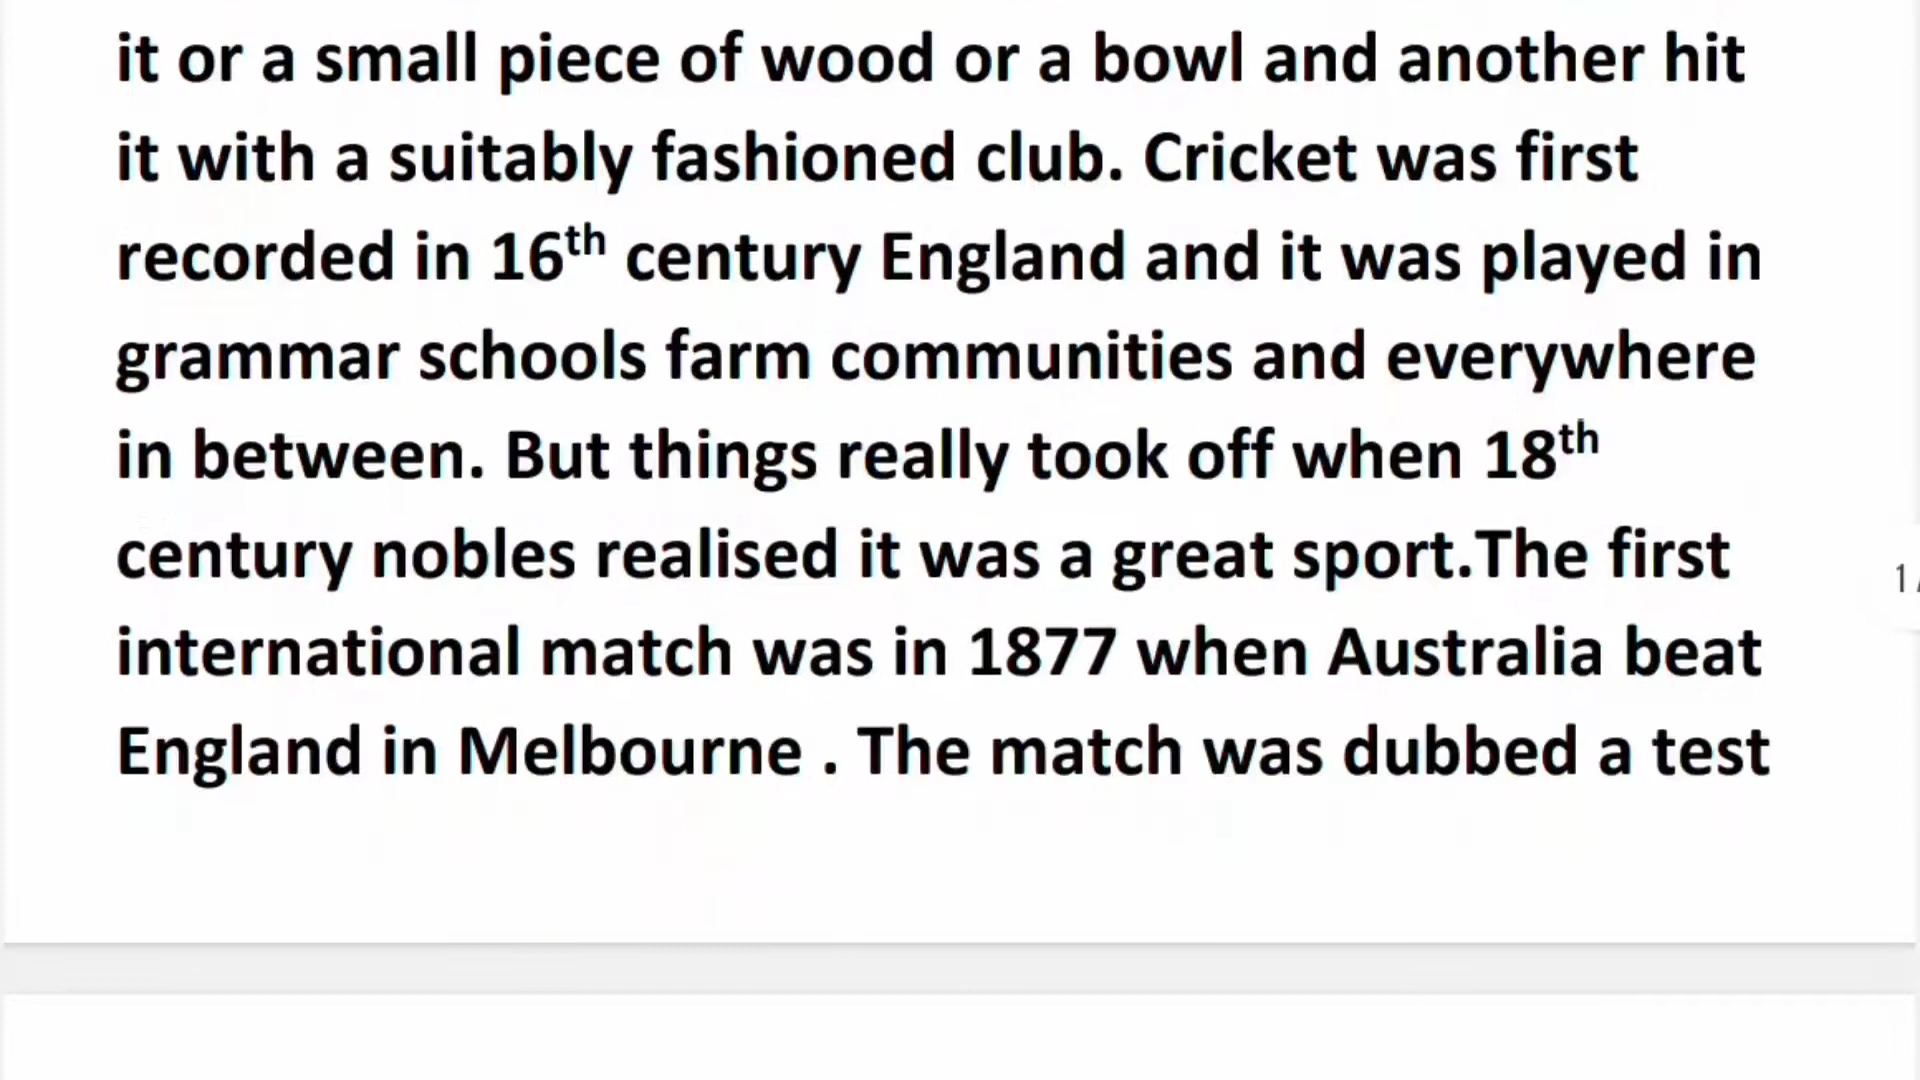 it or a small piece of wood or a bowl and another hit
it with a suitably fashioned club. Cricket was first
recorded in 16th century England and it was played in
grammar schools farm communities and everywhere
in between. But things really took off when 18th
century nobles realised it was a great sport.The first
international match was in 1877 when Australia beat
England in Melbourne . The match was dubbed a test
1